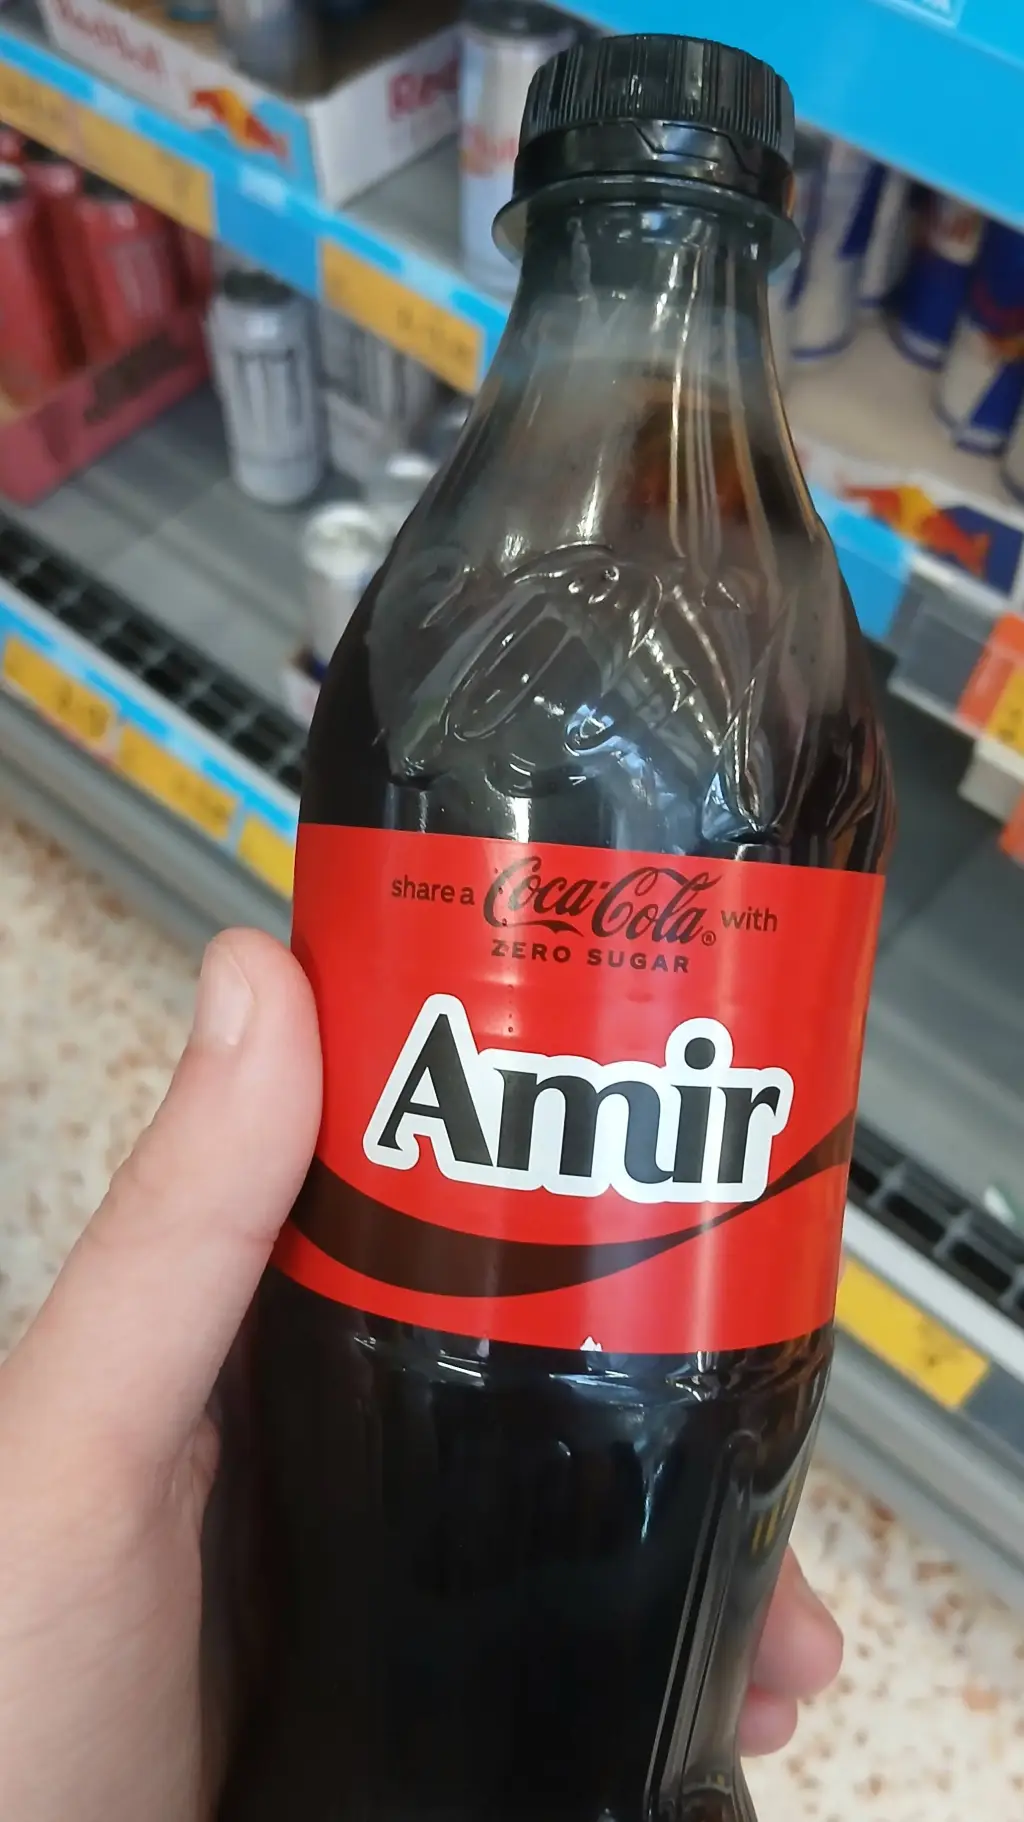 share a Coca-Cola® with
ZERO SUGAR
Amir